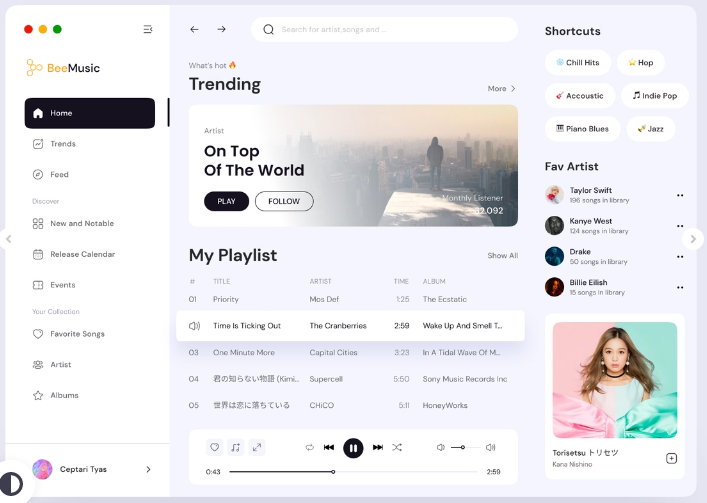 BeeMusic
Home
Trends
Feed
Discover
New and Notable
Release Calendar
Events
Your Collection
Favorite Songs
Artist
Albums
Ceptari Tyas
Search for artist,songs and ...
What's hot 🔥
Trending
More
Artist
On Top
Of The World
PLAY FOLLOW
Monthly Listener
092
My Playlist
Show All
# TITLE ARTIST TIME ALBUM
01 Priority Mos Def 1:25 The Ecstatic
Time Is Ticking Out The Cranberries 2:59 Wake Up And Smell T...
03 One Minute More Capital Cities 3:23 In A Tidal Wave Of M...
04 君の知らない物語 (Kimi... Supercell 5:50 Sony Music Records Inc
05 世界は恋に落ちている CHiCO 5:11 HoneyWorks
0:43 2:59
Shortcuts
Chill Hits Hop
Accoustic Indie Pop
Piano Blues Jazz
Fav Artist
Taylor Swift
196 songs in library
Kanye West
124 songs in library
Drake
50 songs in library
Billie Eilish
15 songs in library
Torisetsu トリセツ
Kana Nishino